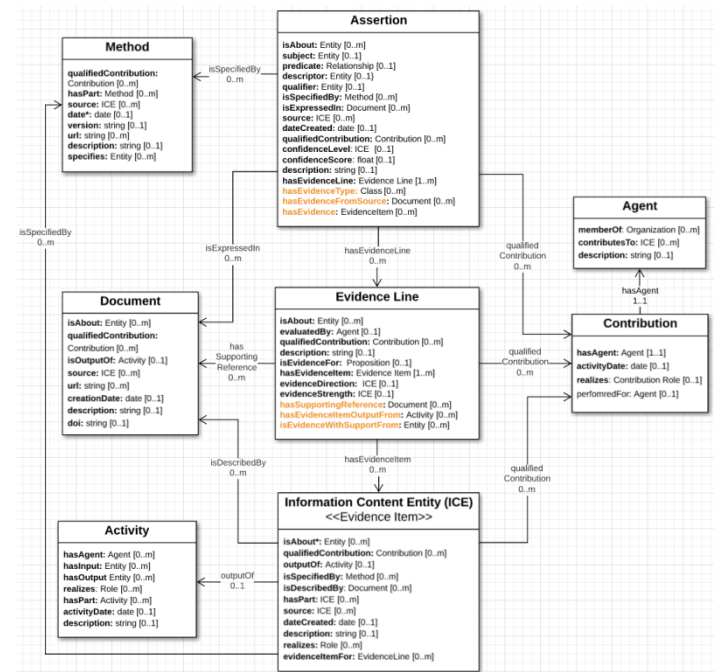 Assertion
isAbout: Entity [0..m]
subject: Entity [0..1]
predicate: Relationship [0..1]
descriptor: Entity [0..1}
qualifier: Entity [0..1]
isSpecifiedBy: Method [0..m]
isExpressedIn: Document [0..m]
source: ICE [0..m]
dateCreated: date [0..1]
qualifiedContribution: Contribution [0..m]
confidenceLevel: ICE [0..1]
confidenceScore: float [0..1]
description: string [0..1]
hasEvidenceLine: Evidence Line [1..m]
hasEvidenceType: Class [0..m]
hasEvidenceFromSource: Document [0..m]
hasEvidence: EvidenceItem [0..m]
Method
qualifiedContribution:
Contribution [0..m]
hasPart: Method [0..m]
source: ICE [0..m]
date*: date [0..1]
version: string [0..1]
url: string [0..m]
description: string [0..1]
specifies: Entity [0..m]
isSpecifiedBy
0..m
Agent
memberOf: Organization [0..m]
contributesTo: ICE [0..m]
description: string [0..1]
isSpecifiedBy
0..m
isExpressedIn
0..m
hasEvidenceLine
0..m
qualified
Contribution
0..m
hasAgent
1..1
Document
isAbout: Entity [0..m]
qualifiedContribution:
Contribution [0..m]
isOutputOf: Activity [0..1]
source: ICE [0..m]
url: string [0..m]
creationDate: date [0..1]
description: string [0..1]
doi: string [0..1]
has
Supporting
Reference
0..m
Evidence Line
isAbout: Entity [0..m]
evaluatedBy: Agent [0..1]
qualifiedContribution: Contribution [0..m]
description: string [0..1]
isEvidenceFor: Proposition [0..1]
hasEvidenceItem: Evidence Item [1..m]
evidenceDirection: ICE [0..1]
evidenceStrength: ICE [0..1]
hasSupportingReference: Document [0..m]
hasEvidenceItemOutputFrom: Activity [0..m]
isEvidenceWithSupportFrom: Entity [0..m]
qualified
Contribution
0..m
Contribution
hasAgent: Agent [1..1]
activityDate: date [0..1]
realizes: Contribution Role [0..1]
perfomredFor: Agent [0..1]
isDescribedBy
0..m
hasEvidenceItem
0..m
qualified
Contribution
0..m
Activity
hasAgent: Agent [0..m]
hasInput: Entity [0..m]
hasOutput Entity [0..m]
realizes: Role [0..m]
hasPart: Activity [0..m]
activityDate: date [0..1]
description: string [0..1]
outputOf
0..1
Information Content Entity (ICE)
<<Evidence Item>>
isAbout*: Entity [0..m]
qualifiedContribution: Contribution [0..m]
outputOf: Activity [0..1]
isSpecifiedBy: Method [0..m]
isDescribedBy: Document [0..m]
hasPart: ICE [0..m]
source: ICE [0..m]
dateCreated: date [0..1]
description: string [0..1]
realizes: Role [0..m]
evidenceItemFor: EvidenceLine [0..m]